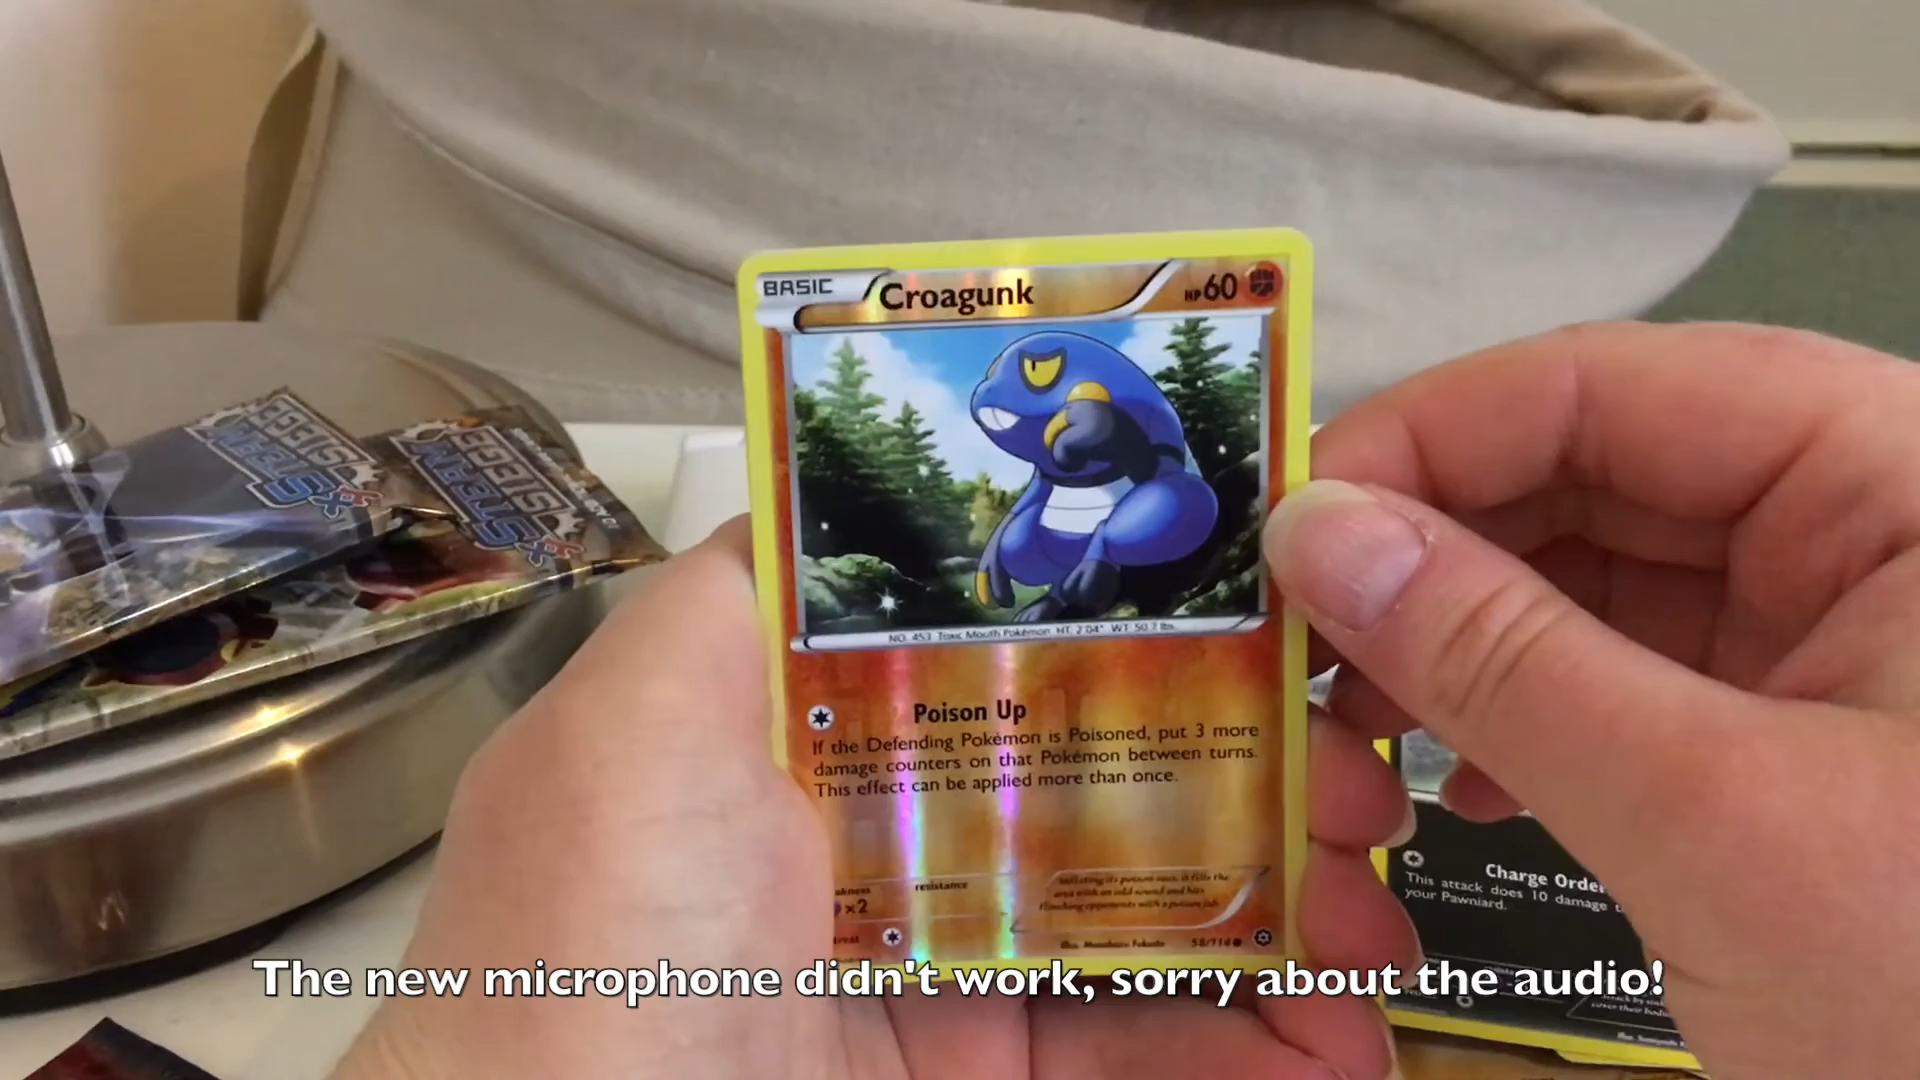 BASIC
Croagunk
HP60
NO. 453 Toxic Mouth Pokémon HT: 2'04" WT: 50.7 lbs.
Poison Up
If the Defending Pokémon is Poisoned, put 3 more
damage counters on that Pokémon between turns.
This effect can be applied more than once.
resistance
×2
58/114
STEAM
SIEGE
STEAM
SIEGE
Charge Order
This attack does 10 damage
your Pawniard.
The new microphone didn't work, sorry about the audio!